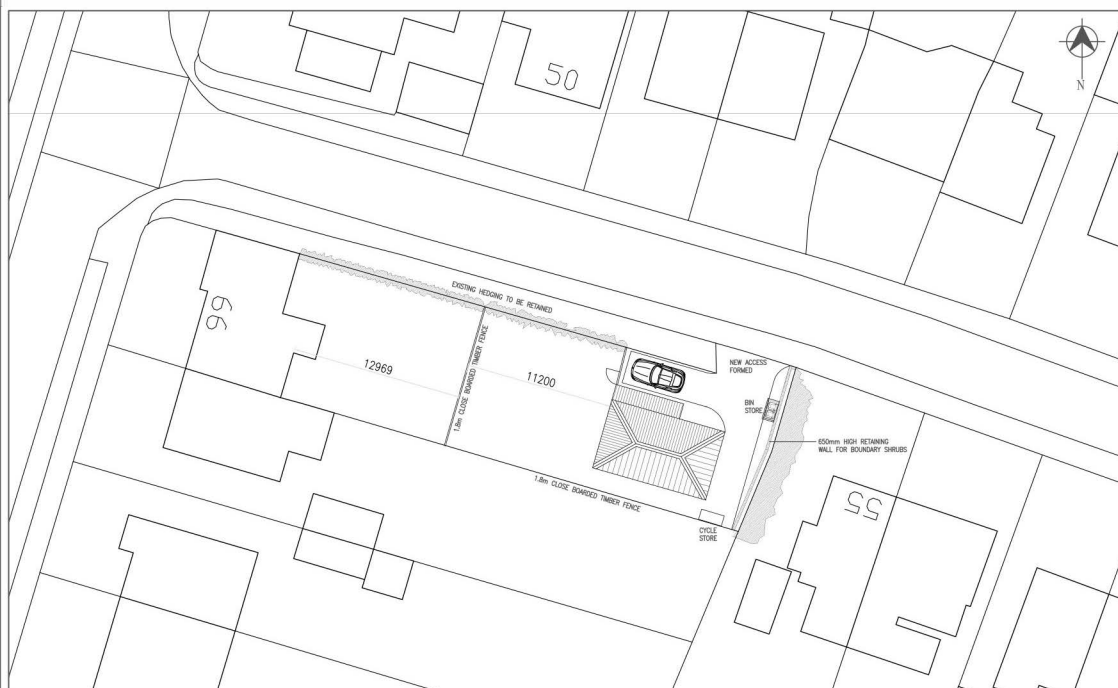 50
N
EXISTING HEDGING TO BE RETAINED
66
12969
1.8m CLOSE BOARDED TIMBER FENCE
11200
NEW ACCESS
FORMED
BIN
STORE
650mm HIGH RETAINING
WALL FOR BOUNDARY SHRUBS
1.8m CLOSE BOARDED TIMBER FENCE
CYCLE
STORE
55